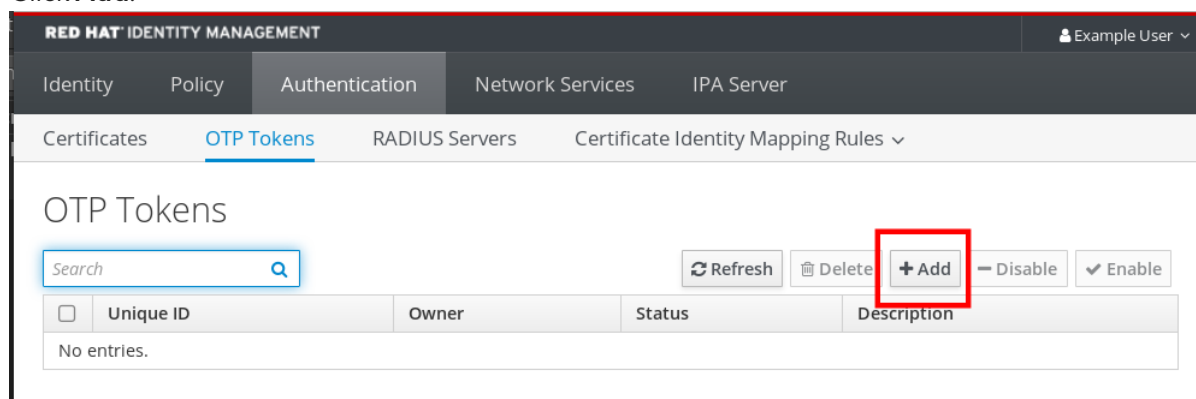 RED HAT® IDENTITY MANAGEMENT Example User
Identity Policy Authentication Network Services IPA Server
Certificates OTP Tokens RADIUS Servers Certificate Identity Mapping Rules
OTP Tokens
Search Refresh Delete + Add Disable Enable
Unique ID Owner Status Description
No entries.